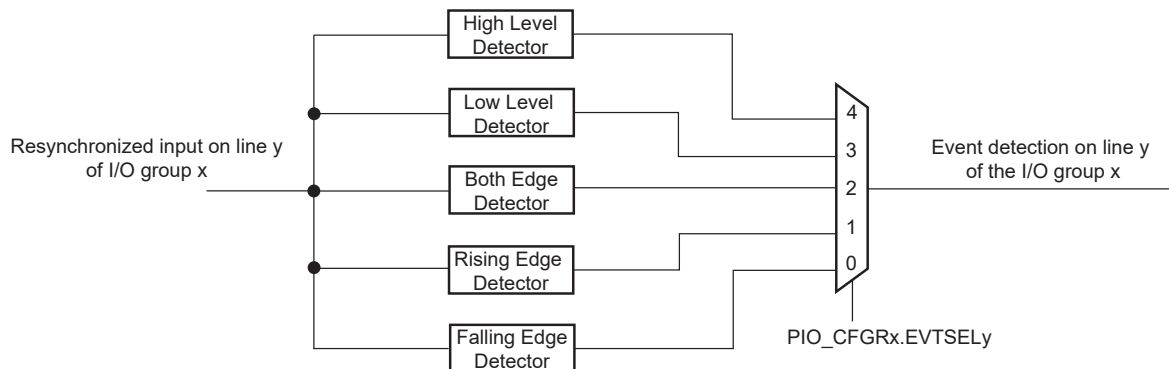 High Level
Detector
Low Level
Detector
Resynchronized input on line y
of I/O group x
Both Edge
Detector
Rising Edge
Detector
Falling Edge
Detector
4
3
2
1
0
Event detection on line y
of the I/O group x
PIO_CFGRx.EVTSELy